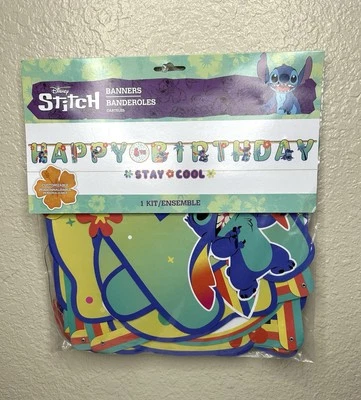 Disney
Stitch
BANNERS
BANDEROLES
HAPPY BIRTHDAY
STAY COOL
1 KIT/ENSEMBLE